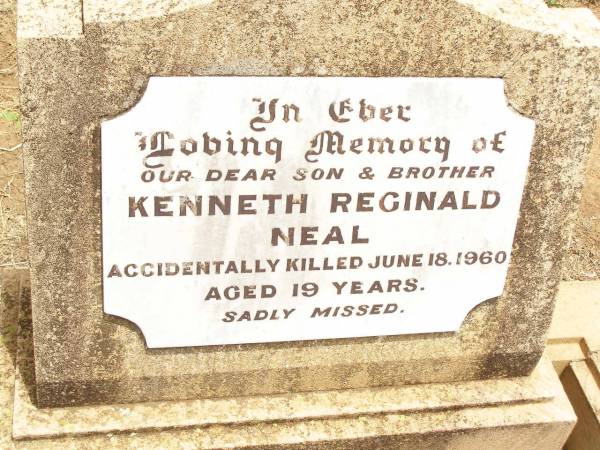 In Ever
Loving Memory of
OUR DEAR SON & BROTHER
KENNETH REGINALD
NEAL
ACCIDENTALLY KILLED JUNE 18. 1960
AGED 19 YEARS.
SADLY MISSED.